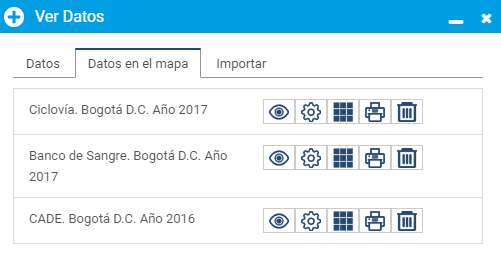 Ver Datos
Datos
Datos en el mapa
Importar
Ciclovía. Bogotá D.C. Año 2017
Banco de Sangre. Bogotá D.C. Año
2017
CADE. Bogotá D.C. Año 2016